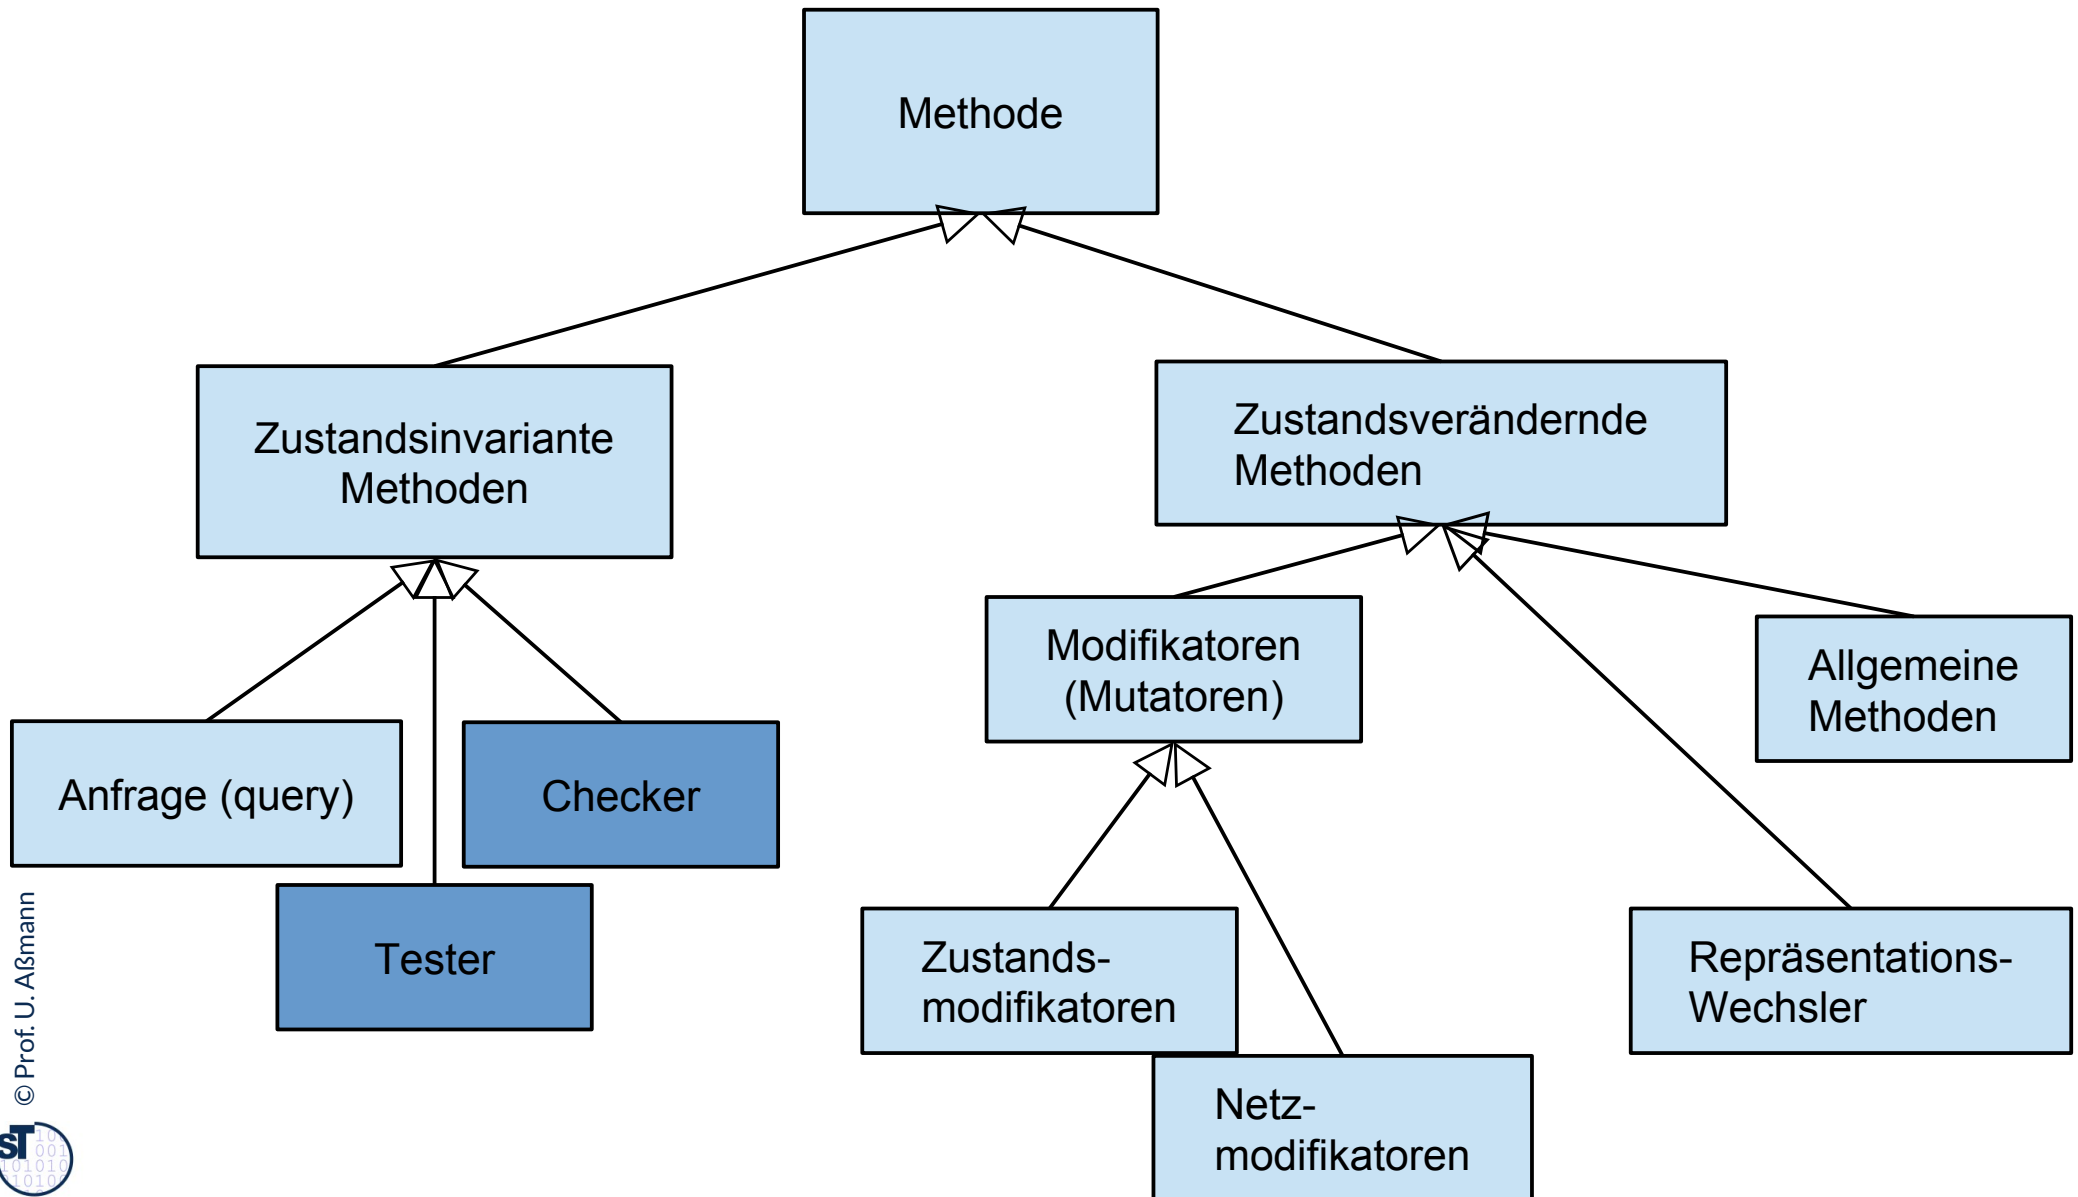 Methode
Zustandsinvariante
Methoden
Zustandsverändernde
Methoden
Modifikatoren
(Mutatoren)
Allgemeine
Methoden
Anfrage (query)
Checker
Tester
Zustands-
modifikatoren
Repräsentations-
Wechsler
Netz-
modifikatoren
© Prof. U. Aßmann
ST